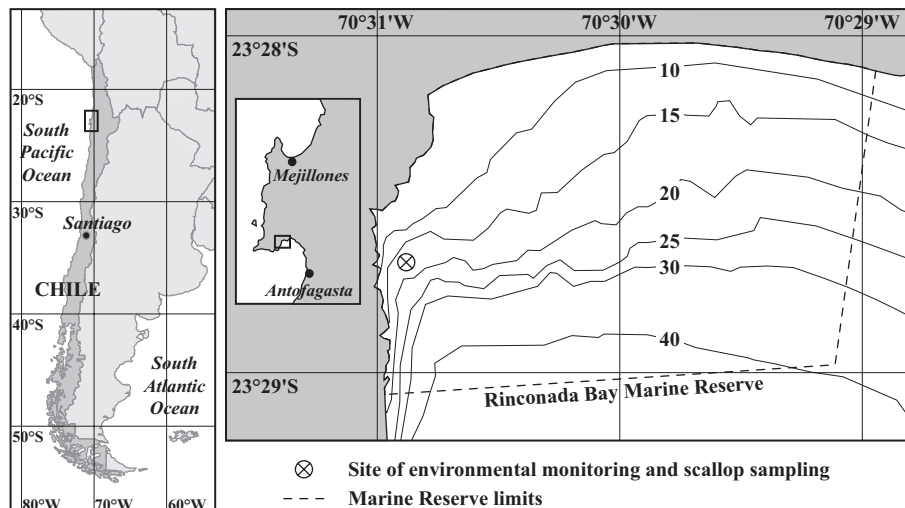 20°S
South
Pacific
Ocean
30°S
Santiago
CHILE
40°S
South
Atlantic
Ocean
50°S
80°W 70°W 60°W
70°31'W 70°30'W 70°29'W
23°28'S
10
15
20
25
30
40
23°29'S
Rinconada Bay Marine Reserve
Mejillones
Antofagasta
Site of environmental monitoring and scallop sampling
Marine Reserve limits